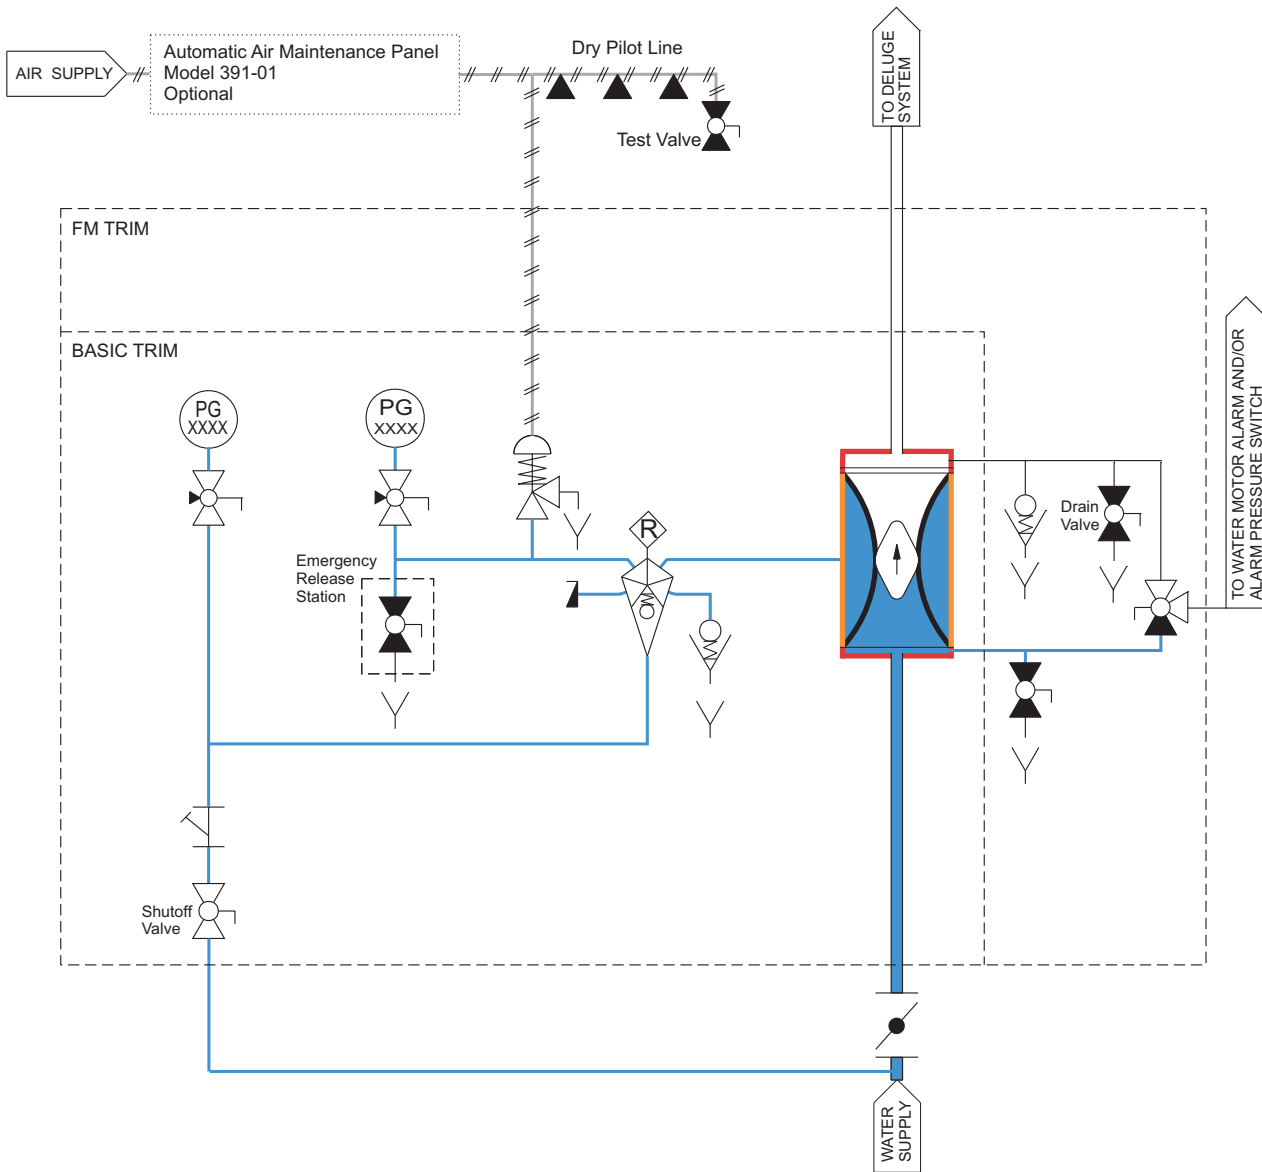 AIR SUPPLY
Automatic Air Maintenance Panel
Model 391-01
Optional
Dry Pilot Line
Test Valve
TO DELUGE
SYSTEM
FM TRIM
BASIC TRIM
PG
XXXX
PG
XXXX
R
Emergency
Release
Station
Drain
Valve
TO WATER MOTOR ALARM AND/OR
ALARM PRESSURE SWITCH
Shutoff
Valve
WATER
SUPPLY